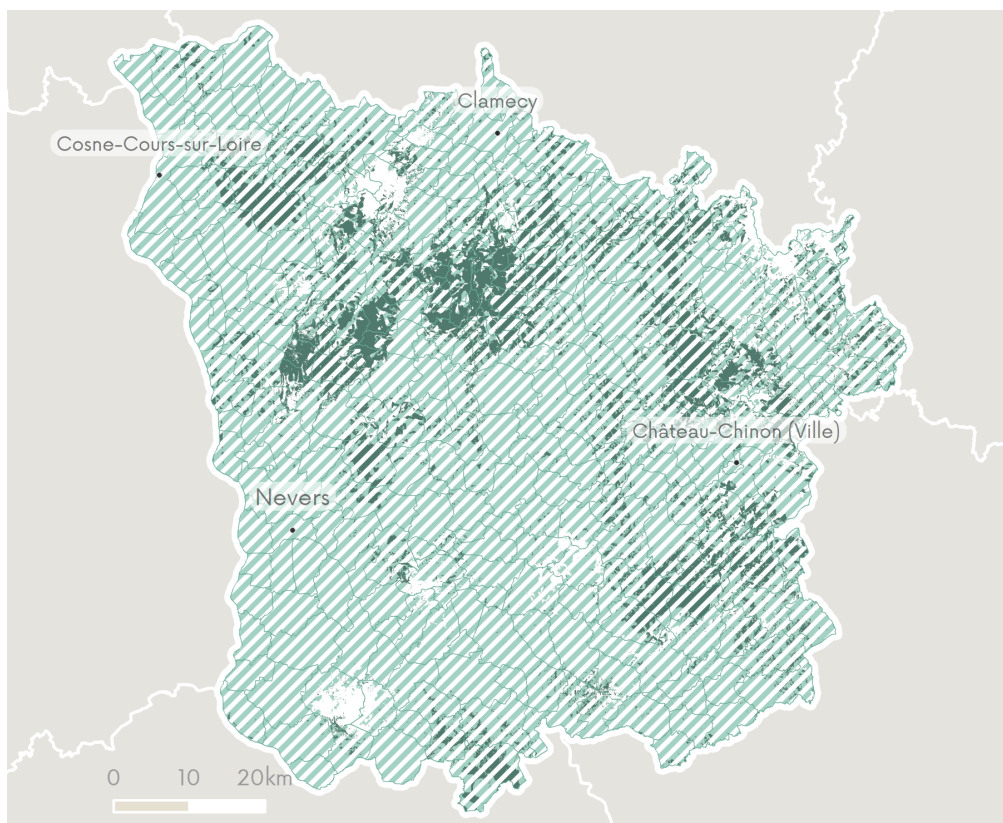 Clamecy
Cosne-Cours-sur-Loire
Château-Chinon (Ville)
Nevers
0 10 20km